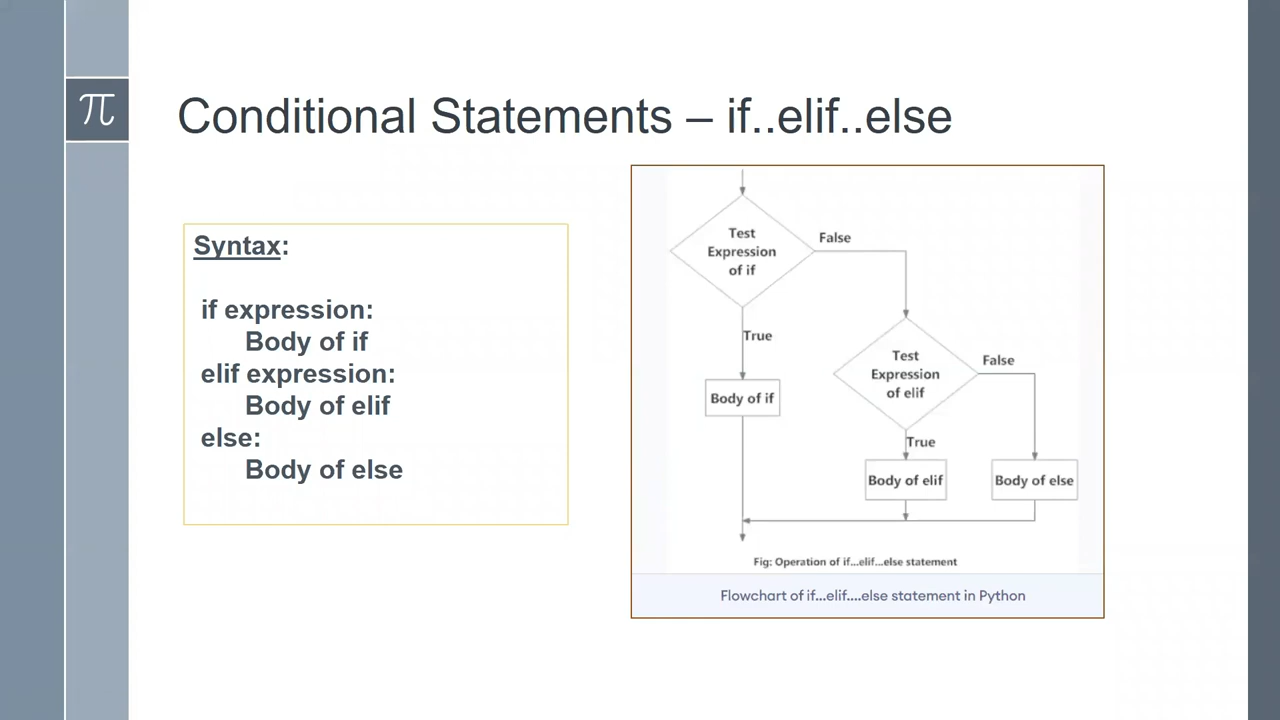 π
Conditional Statements – if..elif..else
Syntax:
if expression:
Body of if
elif expression:
Body of elif
else:
Body of else
Test
Expression
of if
False
True
Body of if
Test
Expression
of elif
False
True
Body of elif
Body of else
Fig: Operation of if...elif...else statement
Flowchart of if...elif....else statement in Python